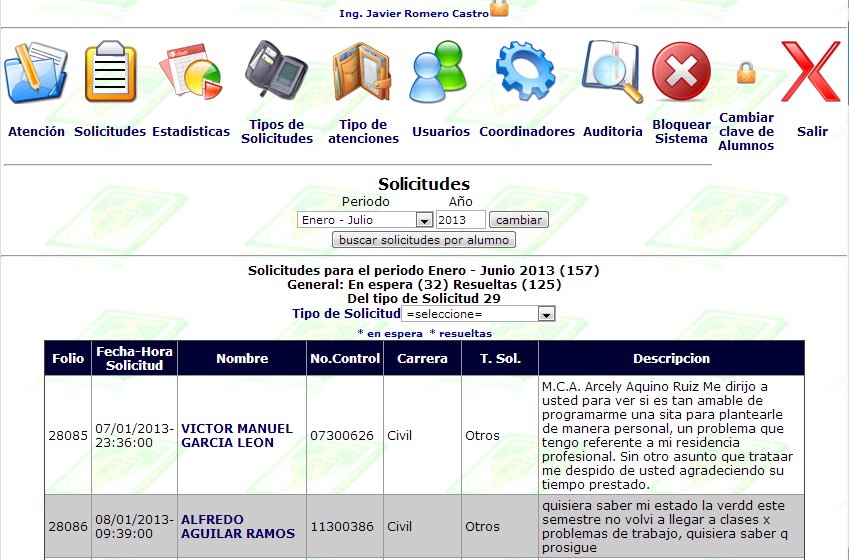 Ing. Javier Romero Castro
chart
Atención Solicitudes Estadisticas Tipos de Solicitudes Tipo de atenciones Usuarios Coordinadores Auditoria Bloquear Sistema Cambiar clave de Alumnos Salir
Solicitudes
Periodo Año
Enero - Julio 2013 cambiar
buscar solicitudes por alumno
Solicitudes para el periodo Enero - Junio 2013 (157)
General: En espera (32) Resueltas (125)
Del tipo de Solicitud 29
Tipo de Solicitud =seleccione=
* en espera * resueltas
Folio Fecha-Hora Solicitud Nombre No.Control Carrera T. Sol. Descripcion
28085 07/01/2013-23:36:00 VICTOR MANUEL GARCIA LEON 07300626 Civil Otros
M.C.A. Arcely Aquino Ruiz Me dirijo a
usted para ver si es tan amable de
programarme una sita para plantearle
de manera personal, un problema que
tengo referente a mi residencia
profesional. Sin otro asunto que trataar
me despido de usted agradeciendo su
tiempo prestado.
28086 08/01/2013-09:39:00 ALFREDO AGUILAR RAMOS 11300386 Civil Otros
quisiera saber mi estado la verdd este
semestre no volvi a llegar a clases x
problemas de trabajo, quisiera saber q
prosigue